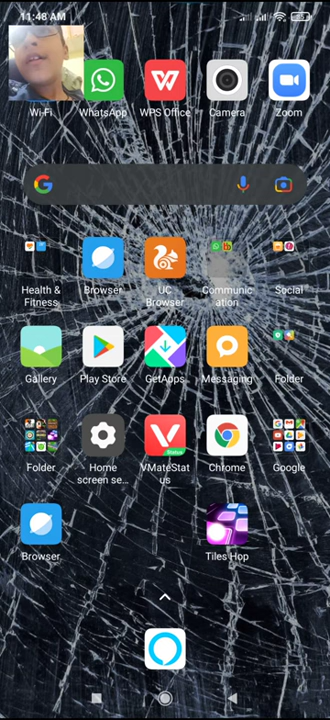 11:48 AM
Wi-Fi
WhatsApp
WPS Office
Camera
Zoom
Health &
Fitness
Browser
UC
Browser
Communic
ation
Social
Gallery
Play Store
GetApps
Messaging
Folder
Folder
Home
screen se...
Status
VMateStat
us
Chrome
Google
Browser
Tiles Hop